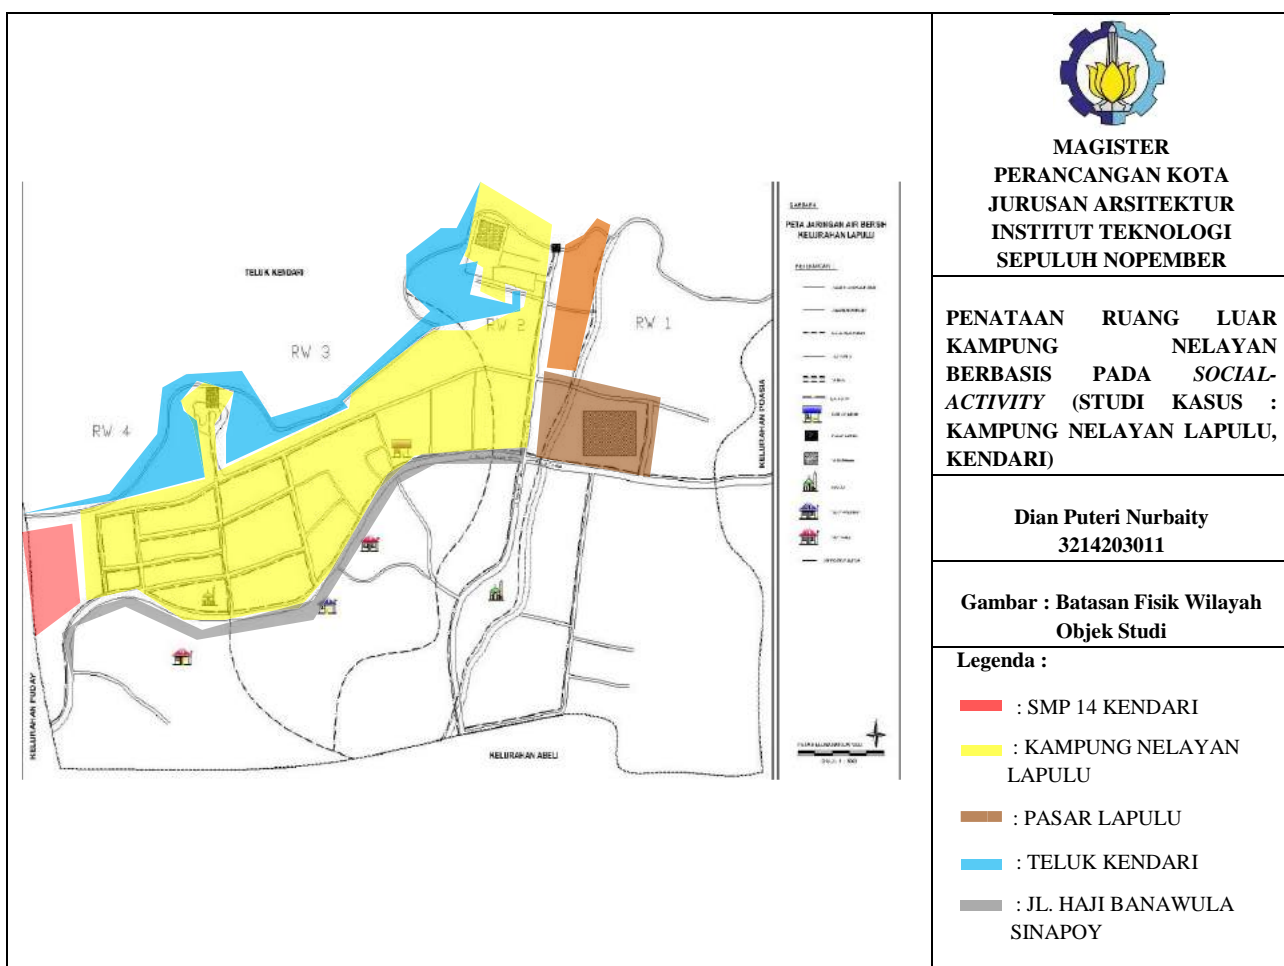 TELUK KENDARI
RW 3
RW 4
RW 2
RW 1
KELURAHAN PUDAY
KELURAHAN POASIA
KELURAHAN ABELI
GAMBAR
PETA JARINGAN AIR BERSIH
KELURAHAN LAPULU
MAGISTER
PERANCANGAN KOTA
JURUSAN ARSITEKTUR
INSTITUT TEKNOLOGI
SEPULUH NOPEMBER
PENATAAN RUANG LUAR
KAMPUNG NELAYAN
BERBASIS PADA SOCIAL-
ACTIVITY (STUDI KASUS :
KAMPUNG NELAYAN LAPULU,
KENDARI)
Dian Puteri Nurbaity
3214203011
Gambar : Batasan Fisik Wilayah
Objek Studi
Legenda :
: SMP 14 KENDARI
: KAMPUNG NELAYAN
LAPULU
: PASAR LAPULU
: TELUK KENDARI
: JL. HAJI BANAWULA
SINAPOY